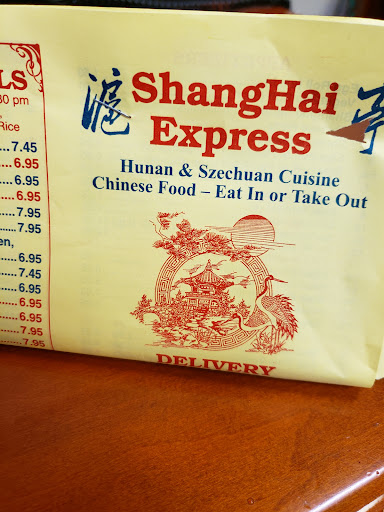 LS
30 pm
Rice
7.45
6.95
6.95
6.95
7.95
7.95
en,
6.95
7.45
6.95
6.95
6.95
7.95
7.95
滬
ShangHai
Express
亭
Hunan & Szechuan Cuisine
Chinese Food – Eat In or Take Out
DELIVERY